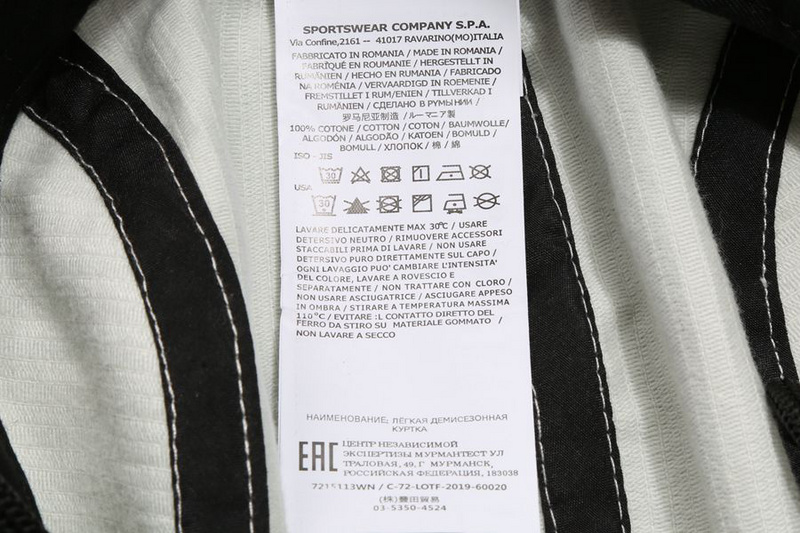 SPORTSWEAR COMPANY S.P.A.
Via Confine,2161 -- 41017 RAVARINO(MO)ITALIA
FABBRICATO IN ROMANIA / MADE IN ROMANIA /
FABRIQUÉ EN ROUMANIE / HERGESTELLT IN
RUMÄNIEN / HECHO EN RUMANIA / FABRICADO
NA ROMÉNIA / VERVAARDIGD IN ROEMENIE /
FREMSTILLET I RUM/ENIEN / TILLVERKAD I
RUMÄNIEN / СДЕЛАНО В РУМЫНИИ /
罗马尼亚制造 / ルーマニア製
100% COTONE / COTTON / COTON / BAUMWOLLE/
ALGODÓN / ALGODÃO / KATOEN / BOMULD /
BOMULL / ХЛОПОК / 棉 / 綿
ISO - JIS
30
USA
30
LAVARE DELICATAMENTE MAX 30℃ / USARE
DETERSIVO NEUTRO / RIMUOVERE ACCESSORI
STACCABILI PRIMA DI LAVARE / NON USARE
DETERSIVO PURO DIRETTAMENTE SUL CAPO /
OGNI LAVAGGIO PUO' CAMBIARE L'INTENSITA'
DEL COLORE, LAVARE A ROVESCIO E
SEPARATAMENTE / NON TRATTARE CON CLORO /
NON USARE ASCIUGATRICE / ASCIUGARE APPESO
IN OMBRA / STIRARE A TEMPERATURA MASSIMA
110℃ / EVITARE :L CONTATTO DIRETTO DEL
FERRO DA STIRO SU MATERIALE GOMMATO /
NON LAVARE A SECCO
НАИМЕНОВАНИЕ: ЛЁГКАЯ ДЕМИСЕЗОННАЯ
КУРТКА
EAC
ЦЕНТР НЕЗАВИСИМОЙ
ЭКСПЕРТИЗЫ МУРМАНТЕСТ УЛ
ТРАЛОВАЯ, 49, Г МУРМАНСК,
РОССИЙСКАЯ ФЕДЕРАЦИЯ, 183038
7215113WN / C-72-LOTF-2019-60020
(株)豊田貿易
03-5350-4524